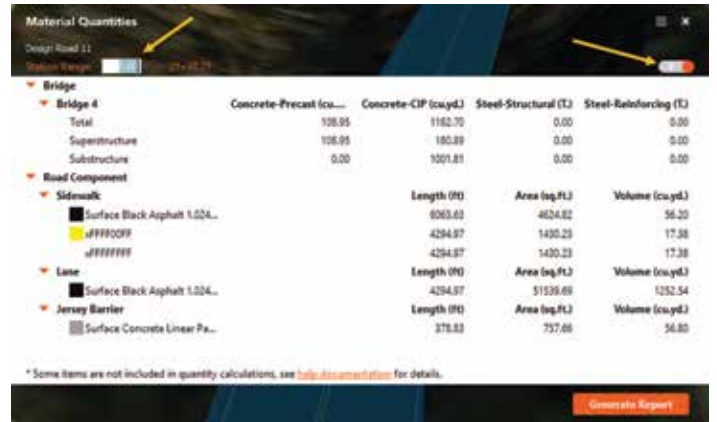 Material Quantities
Design Road 11
Station Range:
Bridge
Bridge 4 Concrete-Precast (cu.... Concrete-CIP (cu.yd.) Steel-Structural (T.) Steel-Reinforcing (T.)
Total 108.95 1182.70 0.00 0.00
Superstructure 108.95 180.89 0.00 0.00
Substructure 0.00 1001.81 0.00 0.00
Road Component
Sidewalk Length (ft) Area (sq.ft.) Volume (cu.yd.)
Surface Black Asphalt 1.024... 6063.63 4624.82 56.20
xFFFF00FF 4294.97 1430.23 17.38
xFFFFFFFF 4294.97 1430.23 17.38
Lane Length (ft) Area (sq.ft.) Volume (cu.yd.)
Surface Black Asphalt 1.024... 4294.97 51539.69 1252.54
Jersey Barrier Length (ft) Area (sq.ft.) Volume (cu.yd.)
Surface Concrete Linear Pa... 378.83 757.66 56.80
* Some items are not included in quantity calculations, see help documentation for details.
Generate Report